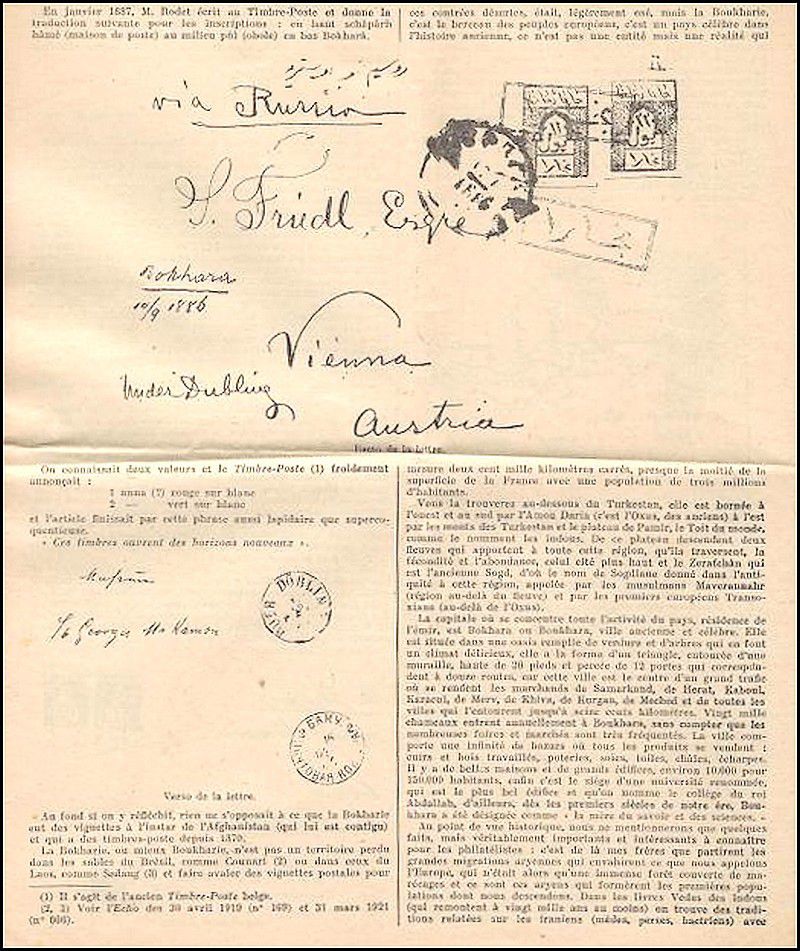 En janvier 1887, M. Rodet écrit au Timbre-Poste et donne la
traduction suivante pour les inscriptions : en haut schépârh
hâmé (maison de poste) au milieu pûl (obole) en bas Bokhara.
ces contrées désertes, était, légèrement osé, mais la Boukharie,
c'est le berceau des peuples européens, c'est un pays célèbre dans
l'histoire ancienne, ce n'est pas une entité mais une réalité qui
via Russia
S. Friedl, Esqre
Bokhara
10/9 1886
Vienna
Under Dubling
Austria
Recto de la lettre.
On connaissait deux valeurs et le Timbre-Poste (1) froidement
annonçait :
1 anna (?) rouge sur blanc
2 — vert sur blanc
et l'article finissait par cette phrase aussi lapidaire que superco-
quentieuse.
« Ces timbres ouvrent des horizons nouveaux ».
DÖBLIN
БАКУ
Verso de la lettre.
Au fond si on y réfléchit, rien ne s'opposait à ce que la Bokharie
eut des vignettes à l'instar de l'Afghanistan (qui lui est contigu)
et qui a des timbres-poste depuis 1870.
La Bokharie, ou mieux Boukharie, n'est pas un territoire perdu
dans les sables du Brésil, comme Counari (2) ou dans ceux du
Laos, comme Sedang (3) et faire avaler des vignettes postales pour
(1) Il s'agit de l'ancien Timbre-Poste belge.
(2, 3) Voir l'Echo des 30 avril 1919 (n° 169) et 31 mars 1921
mesure deux cent mille kilomètres carrés, presque la moitié de la
superficie de la France avec une population de trois millions
d'habitants.
Vous la trouverez au-dessous du Turkestan, elle est bornée à
l'ouest et au sud par l'Amou Daria (c'est l'Oxus, des anciens) à l'est
par les monts des Turkestan et le plateau de Pamir, le Toit du monde,
comme le nomment les indous. De ce plateau descendent deux
fleuves qui apportent à toute cette région, qu'ils traversent, la
fécondité et l'abondance, celui cité plus haut et le Zerafchân qui
est l'ancienne Sogd, d'où le nom de Sogdiane donné dans l'anti-
quité à cette région, appelée par les musulmans Maverannahr
(région au-delà du fleuve) et par les premiers européens Transo-
xians (au-delà de l'Oxus).
La capitale où se concentre toute l'activité du pays, résidence de
l'émir, est Bokhara ou Boukhara, ville ancienne et célèbre. Elle
est située dans une oasis remplie de verdure et d'arbres qui en font
un climat délicieux, elle a la forme d'un triangle, entourée d'une
muraille, haute de 20 pieds et percée de 12 portes qui correspon-
dent à douze routes, car cette ville est le centre d'un grand trafic
où se rendent les marchands de Samarkand, de Herat, Kaboul,
Karacoul, de Merv, de Khiva, de Kurgan, de Meched et de toutes les
villes qui l'entourent jusqu'à seize cents kilomètres. Vingt mille
chameaux entrent annuellement à Boukhara, sans compter que les
nombreuses foires et marchés sont très fréquentés. La ville com-
porte une infinité de bazars où tous les produits se vendent :
cuirs et bois travaillés, poteries, soies, toiles, châles, écharpes.
Il y a de belles maisons et de grands édifices, environ 10.000 pour
150.000 habitants, enfin c'est le siège d'une université renommée,
qui est le plus bel édifice et qu'on nomme le collège du roi
Abdallah, d'ailleurs, dès les premiers siècles de notre ère, Bou-
khara a été désignée comme « la mère du savoir et des sciences. »
Au point de vue historique, nous ne mentionnerons que quelques
faits, mais véritablement importants et intéressants à connaître
pour les philatélistes : c'est de là mes frères que partirent les
grandes migrations aryennes qui envahirent ce que nous appelons
l'Europe, qui n'était alors qu'une immense forêt couverte de ma-
récages et ce sont ces aryens qui formèrent les premières popu-
lations dont nous descendons. Dans les livres Védas des indous
(qui remontent à vingt mille ans au moins) on trouve des tradi-
tions relatées sur les iraniens (mèdes, perses, bactriens) avec